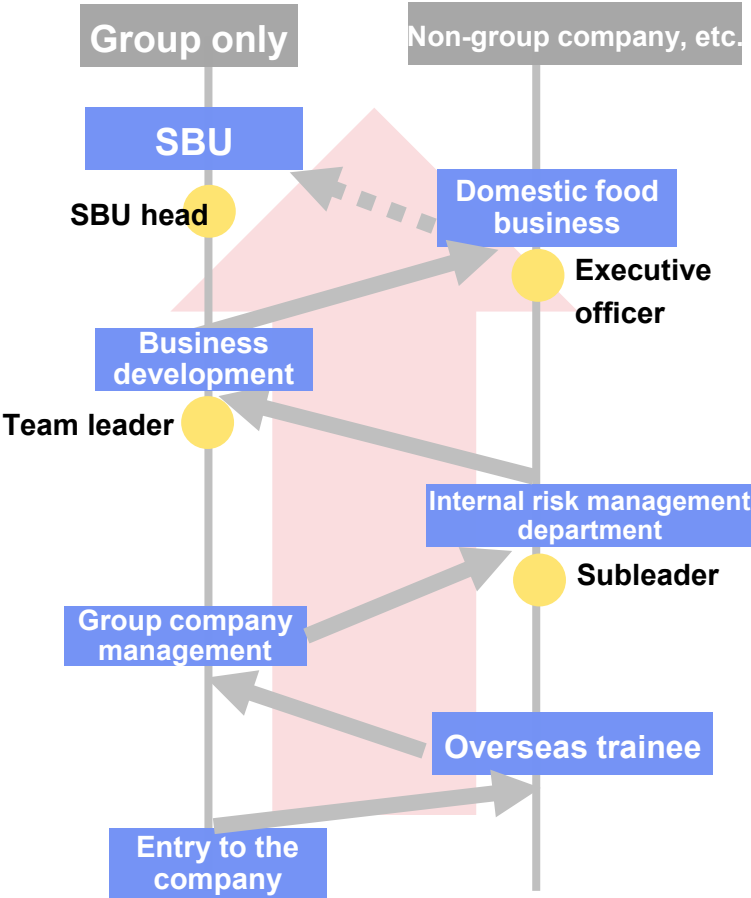 Group only
Non-group company, etc.
SBU
Domestic food
business
SBU head
Executive
officer
Business
development
Team leader
Internal risk management
department
Subleader
Group company
management
Overseas trainee
Entry to the
company